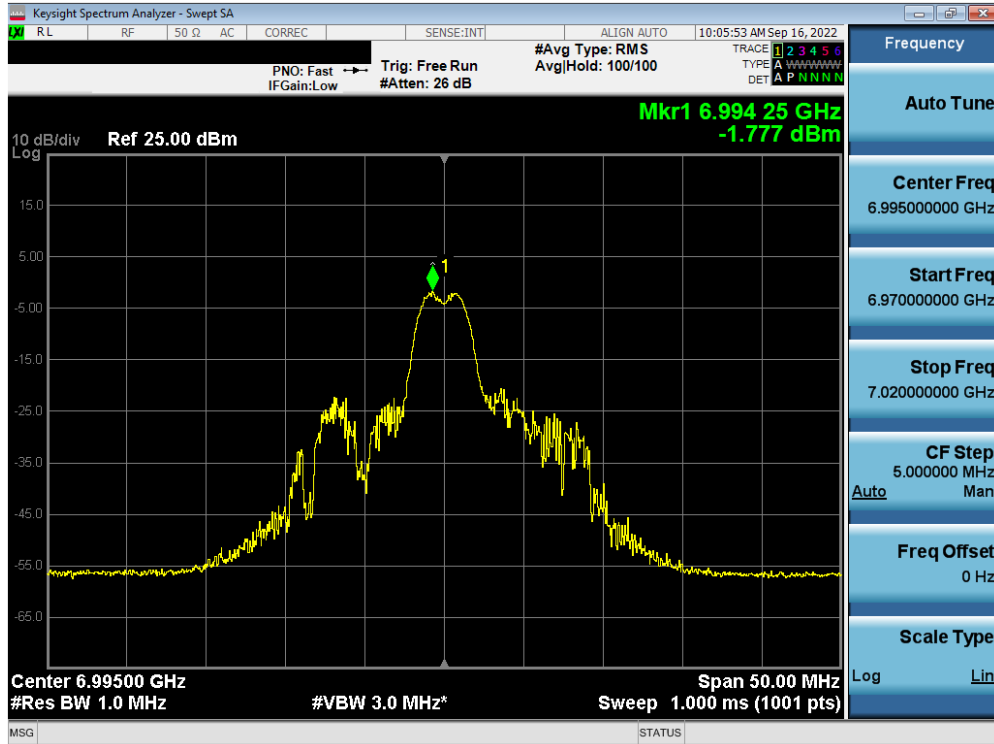 Keysight Spectrum Analyzer - Swept SA
LXI RL RF 50 Ω AC CORREC SENSE:INT ALIGN AUTO 10:05:53 AM Sep 16, 2022
PNO: Fast
IFGain:Low
Trig: Free Run
#Atten: 26 dB
#Avg Type: RMS
Avg|Hold: 100/100
TRACE 1 2 3 4 5 6
TYPE A WWWWW
DET A P N N N N
Mkr1 6.994 25 GHz
-1.777 dBm
10 dB/div Ref 25.00 dBm
Log
15.0
5.00
-5.00
-15.0
-25.0
-35.0
-45.0
-55.0
-65.0
1
Center 6.99500 GHz Span 50.00 MHz
#Res BW 1.0 MHz #VBW 3.0 MHz* Sweep 1.000 ms (1001 pts)
MSG STATUS
Frequency
Auto Tune
Center Freq
6.995000000 GHz
Start Freq
6.970000000 GHz
Stop Freq
7.020000000 GHz
CF Step
5.000000 MHz
Auto Man
Freq Offset
0 Hz
Scale Type
Log Lin